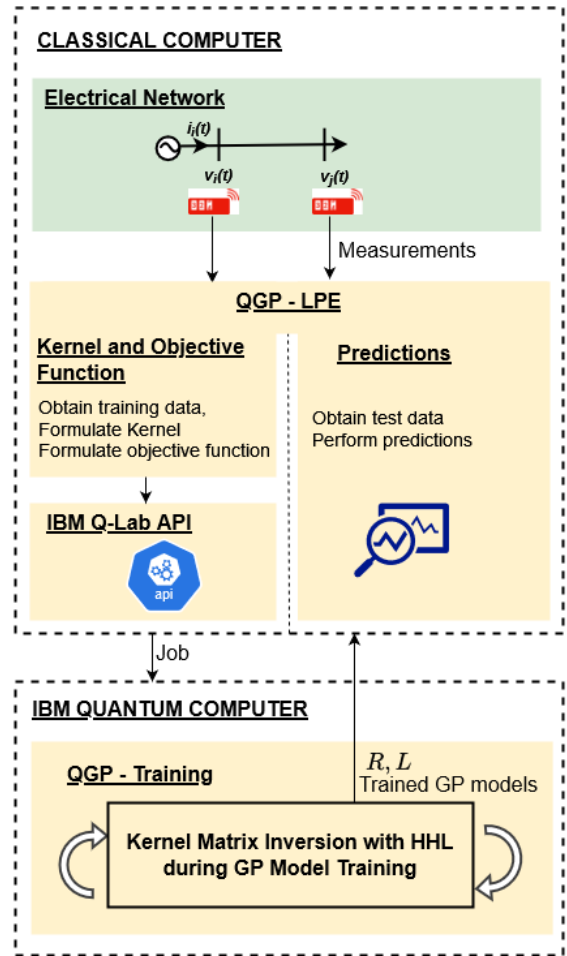 CLASSICAL COMPUTER
Electrical Network
i_i(t)
v_i(t)
v_j(t)
Measurements
QGP - LPE
Kernel and Objective
Function
Obtain training data,
Formulate Kernel
Formulate objective function
Predictions
Obtain test data
Perform predictions
IBM Q-Lab API
api
Job
IBM QUANTUM COMPUTER
QGP - Training
R, L
Trained GP models
Kernel Matrix Inversion with HHL
during GP Model Training